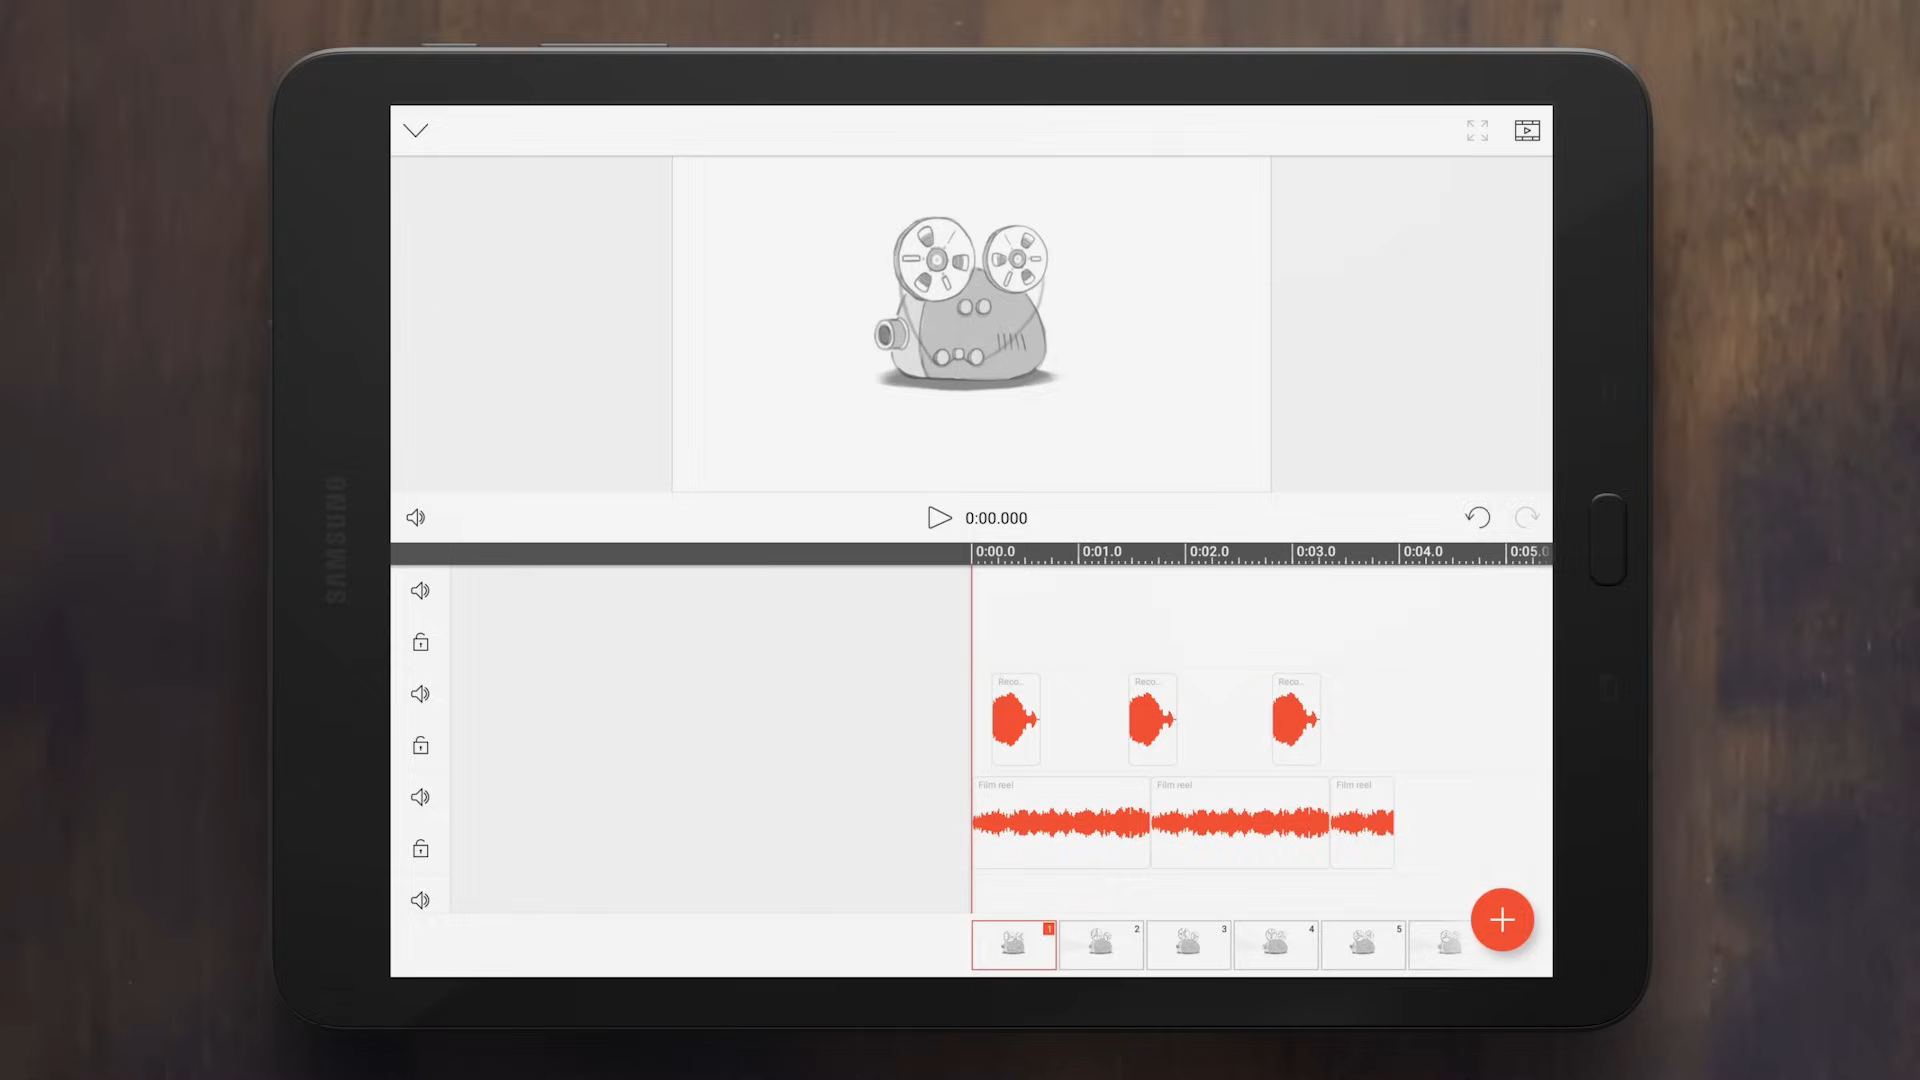 SAMSUNG
0:00.000
0:00.0 0:01.0 0:02.0 0:03.0 0:04.0 0:05.0
Reco... Reco... Reco...
Film reel Film reel Film reel
1 2 3 4 5